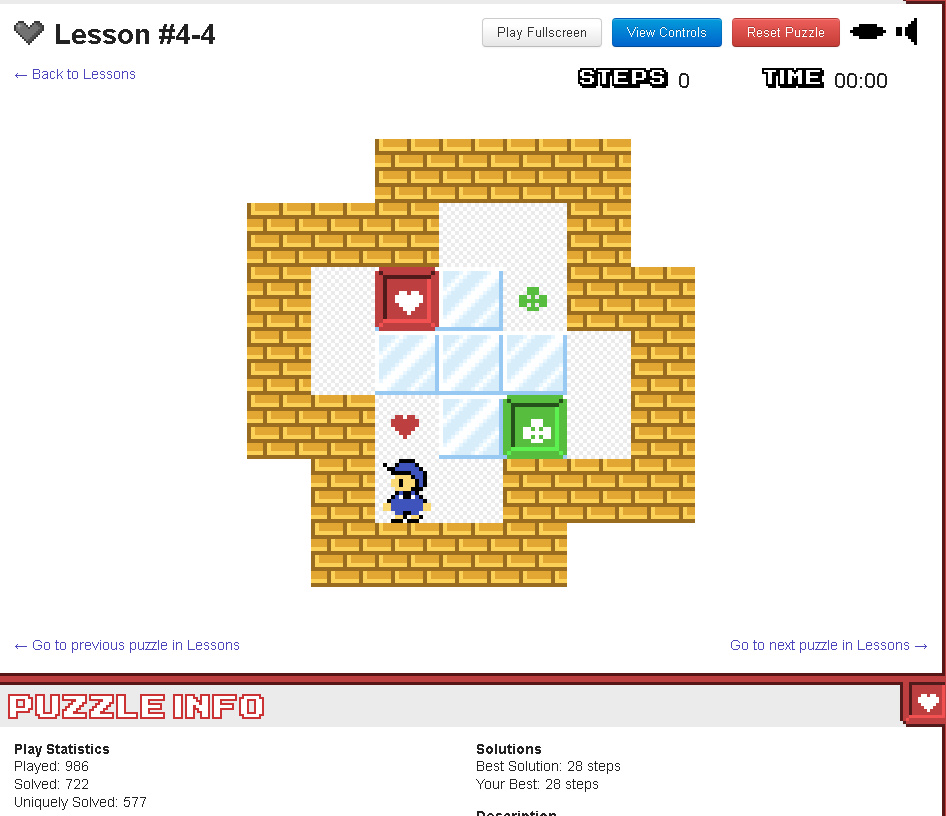 Lesson #4-4
Play Fullscreen
View Controls
Reset Puzzle
← Back to Lessons
STEPS 0
TIME 00:00
← Go to previous puzzle in Lessons
Go to next puzzle in Lessons →
PUZZLE INFO
Play Statistics
Played: 986
Solved: 722
Uniquely Solved: 577
Solutions
Best Solution: 28 steps
Your Best: 28 steps
Description